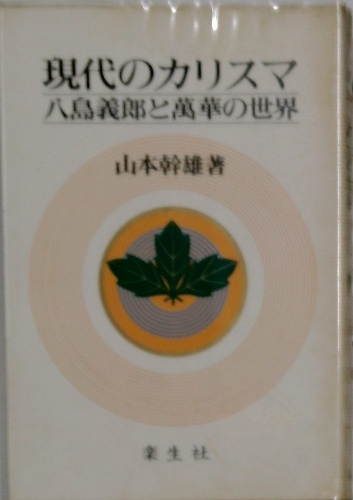 現代のカリスマ
八島義郎と萬華の世界
山本幹雄著
楽生社